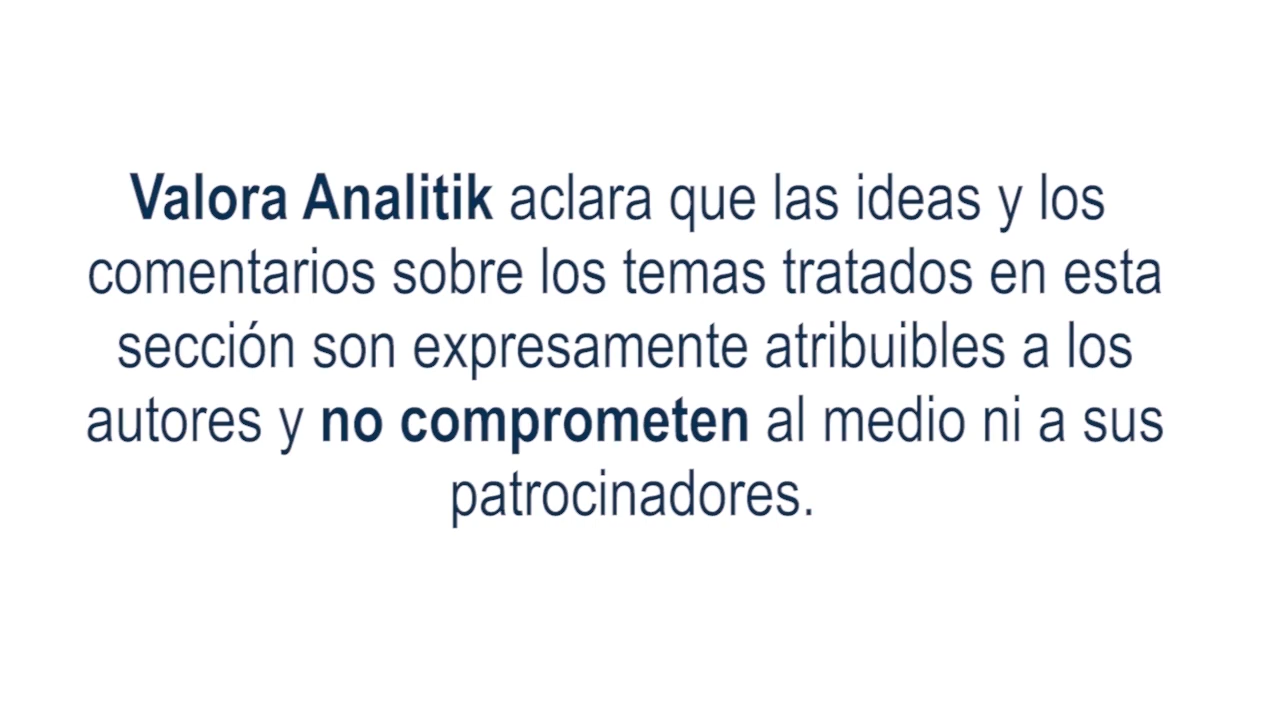 Valora Analitik aclara que las ideas y los
comentarios sobre los temas tratados en esta
sección son expresamente atribuibles a los
autores y no comprometen al medio ni a sus
patrocinadores.